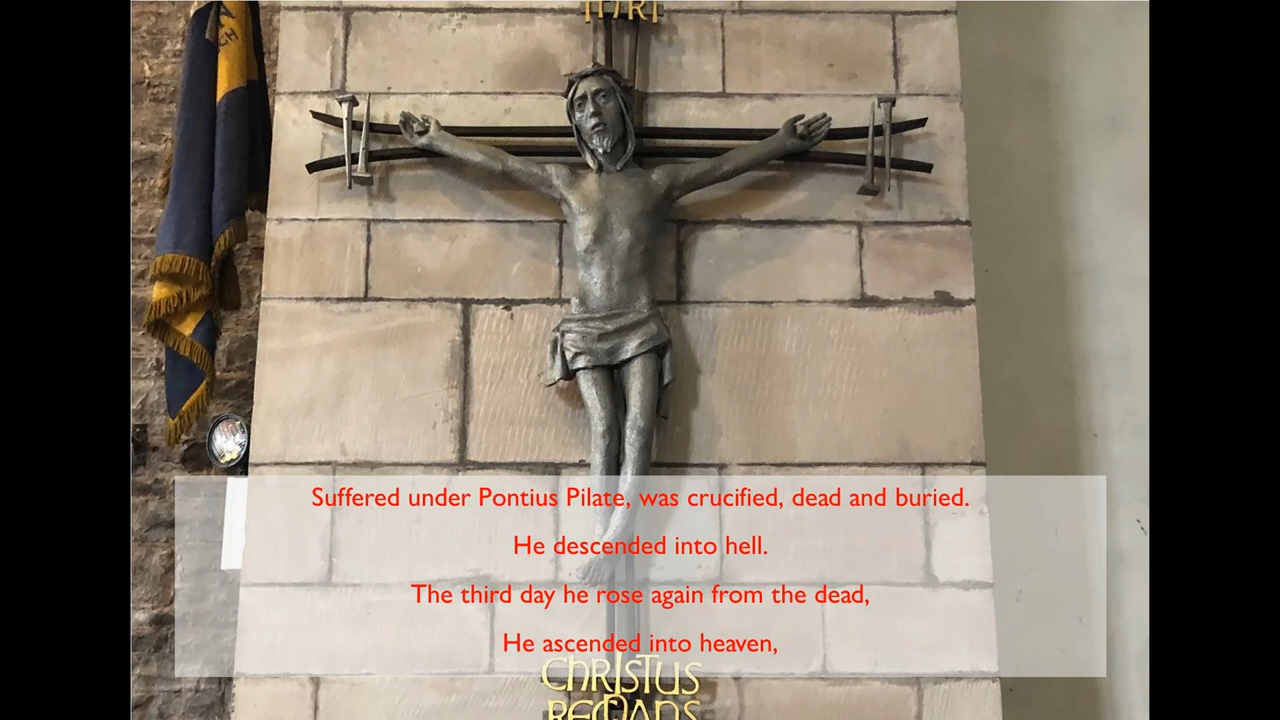 Suffered under Pontius Pilate, was crucified, dead and buried.
He descended into hell.
The third day he rose again from the dead,
He ascended into heaven,
ChRISTUS